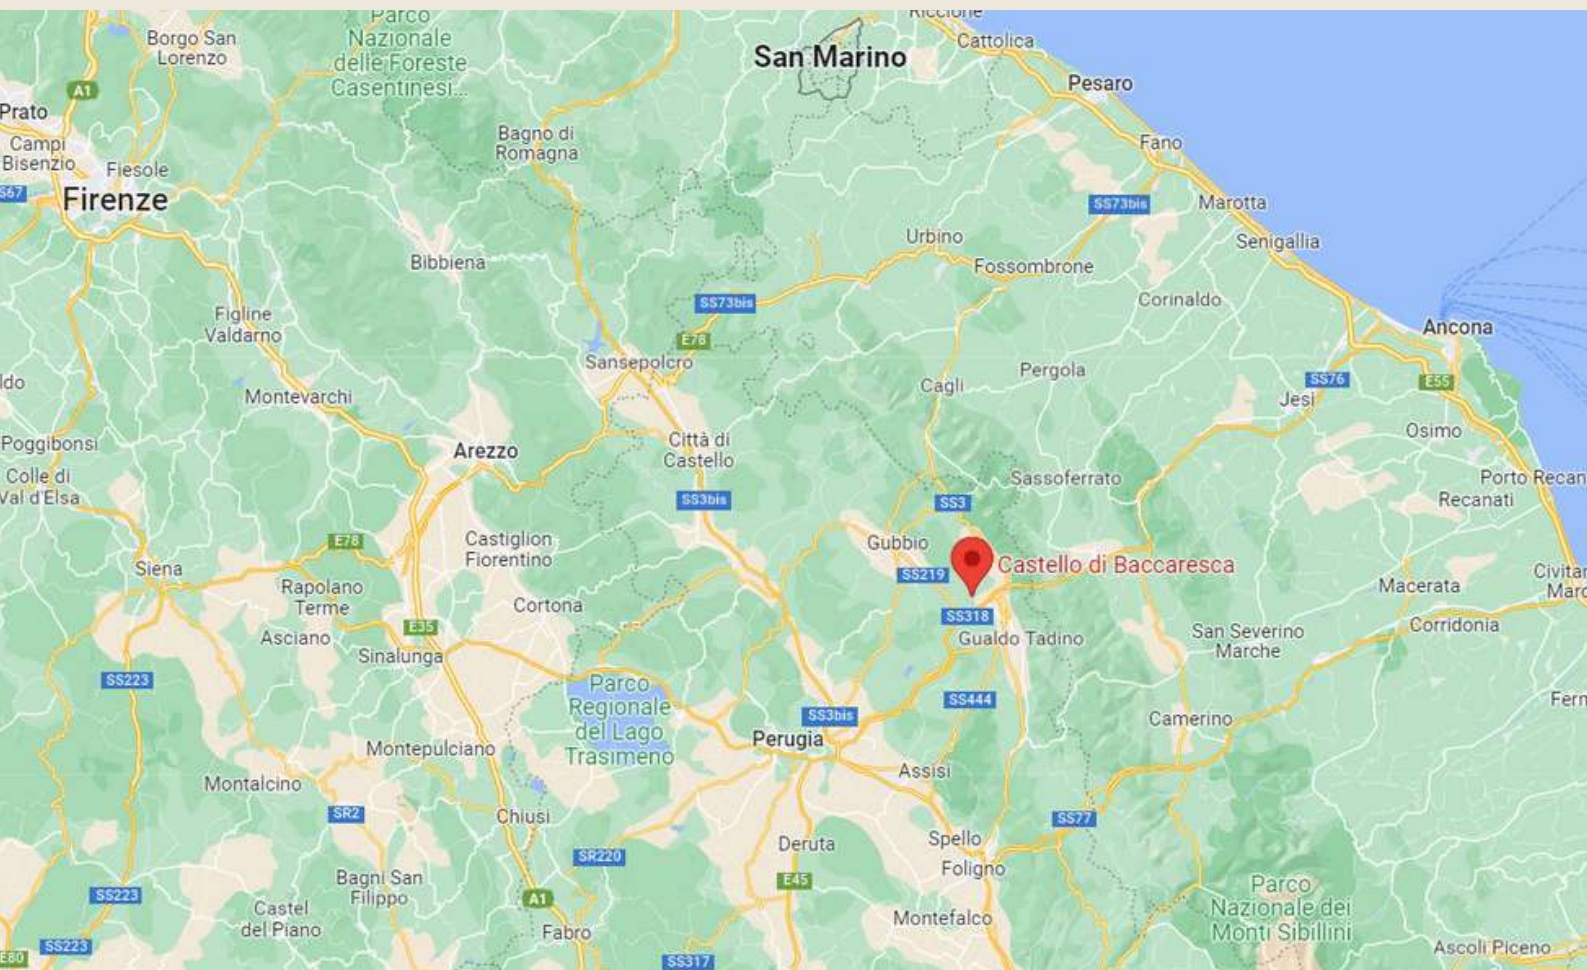 Riccione
Parco
Nazionale
delle Foreste
Casentinesi...
Borgo San
Lorenzo
San Marino
Cattolica
Pesaro
A1
Prato
Campi
Bisenzio
Fiesole
Bagno di
Romagna
Fano
S67
Firenze
SS73bis
Marotta
Bibbiena
Urbino
Senigallia
Fossombrone
Figline
Valdarno
SS73bis
Corinaldo
E78
Ancona
Sansepolcro
ldo
Montevarchi
Cagli
Pergola
SS76
E55
Jesi
Poggibonsi
Arezzo
Città di
Castello
Osimo
Colle di
Val d'Elsa
SS3bis
SS3
Sassoferrato
Porto Recan
Recanati
E78
Castiglion
Fiorentino
Gubbio
Siena
SS219
Castello di Baccaresca
Rapolano
Terme
Cortona
Macerata
Civitan
Marc
Asciano
E35
SS318
Gualdo Tadino
San Severino
Marche
Corridonia
Sinalunga
SS223
Parco
Regionale
del Lago
Trasimeno
SS444
Ferm
SS3bis
Perugia
Camerino
Montepulciano
Montalcino
Assisi
SR2
Chiusi
SS77
Deruta
Spello
SR220
Foligno
SS223
Bagni San
Filippo
A1
E45
Parco
Nazionale dei
Monti Sibillini
Castel
del Piano
Montefalco
Fabro
SS223
E80
SS317
Ascoli Piceno